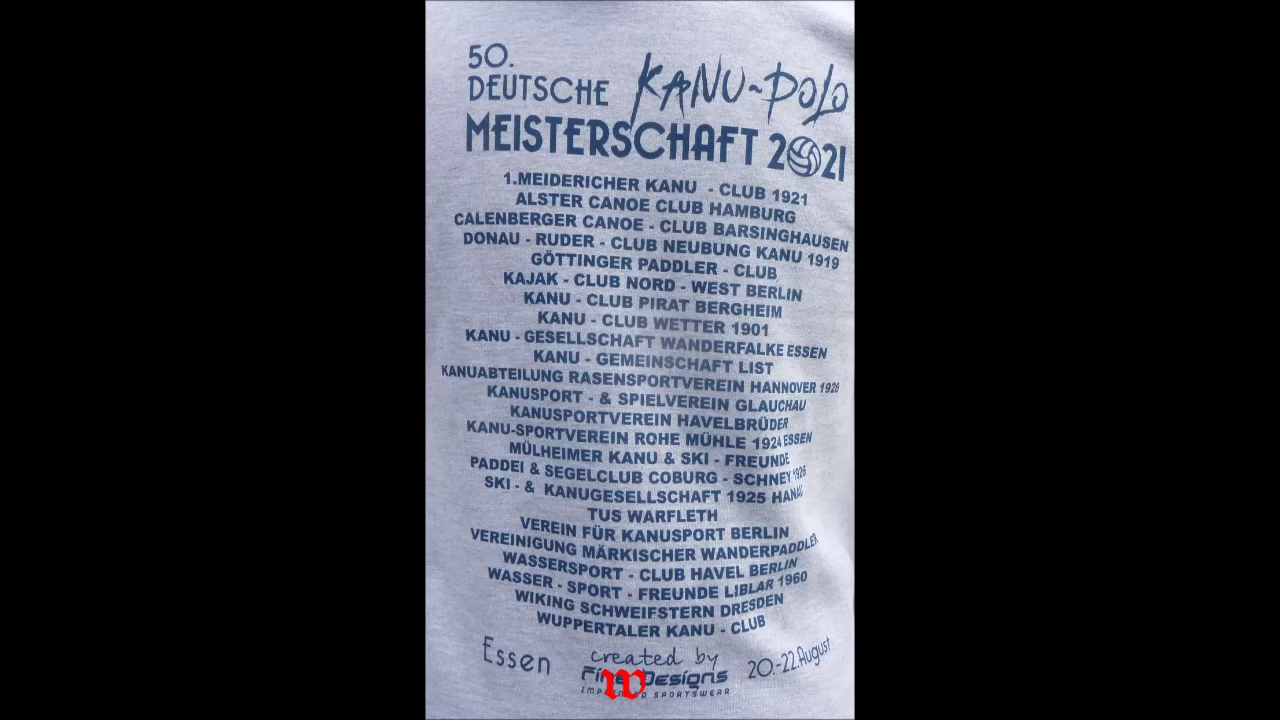 50.
DEUTSCHE KANU-POLO
MEISTERSCHAFT 2021
1.MEIDERICHER KANU - CLUB 1921
ALSTER CANOE CLUB HAMBURG
CALENBERGER CANOE - CLUB BARSINGHAUSEN
DONAU - RUDER - CLUB NEUBUNG KANU 1919
GÖTTINGER PADDLER - CLUB
KAJAK - CLUB NORD - WEST BERLIN
KANU - CLUB PIRAT BERGHEIM
KANU - CLUB WETTER 1901
KANU - GESELLSCHAFT WANDERFALKE ESSEN
KANU - GEMEINSCHAFT LIST
KANUABTEILUNG RASENSPORTVEREIN HANNOVER 1926
KANUSPORT - & SPIELVEREIN GLAUCHAU
KANUSPORTVEREIN HAVELBRÜDER
KANU-SPORTVEREIN ROHE MÜHLE 1924 ESSEN
MÜLHEIMER KANU & SKI - FREUNDE
PADDEI & SEGELCLUB COBURG - SCHNEY
SKI - & KANUGESELLSCHAFT 1925 HANAU
TUS WARFLETH
VEREIN FÜR KANUSPORT BERLIN
VEREINIGUNG MÄRKISCHER WANDERPADDLER
WASSERSPORT - CLUB HAVEL BERLIN
WASSER - SPORT - FREUNDE LIBLAR 1960
WIKING SCHWEIFSTERN DRESDEN
WUPPERTALER KANU - CLUB
Essen created by 20.-22.August
Designs
W
SPORTSWEAR